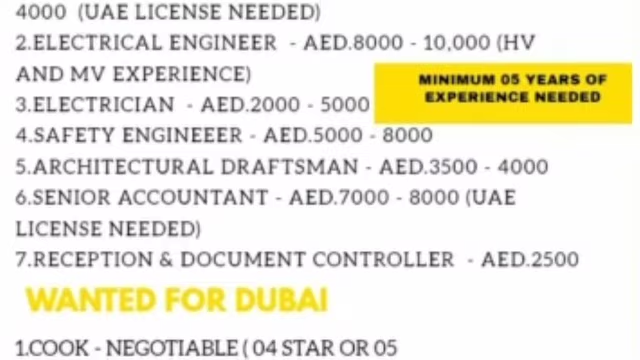 4000 (UAE LICENSE NEEDED)
2.ELECTRICAL ENGINEER - AED.8000 - 10,000 (HV
AND MV EXPERIENCE)
MINIMUM 05 YEARS OF
EXPERIENCE NEEDED
3.ELECTRICIAN - AED.2000 - 5000
4.SAFETY ENGINEEER - AED.5000 - 8000
5.ARCHITECTURAL DRAFTSMAN - AED.3500 - 4000
6.SENIOR ACCOUNTANT - AED.7000 - 8000 (UAE
LICENSE NEEDED)
7.RECEPTION & DOCUMENT CONTROLLER - AED.2500
WANTED FOR DUBAI
1.COOK - NEGOTIABLE ( 04 STAR OR 05